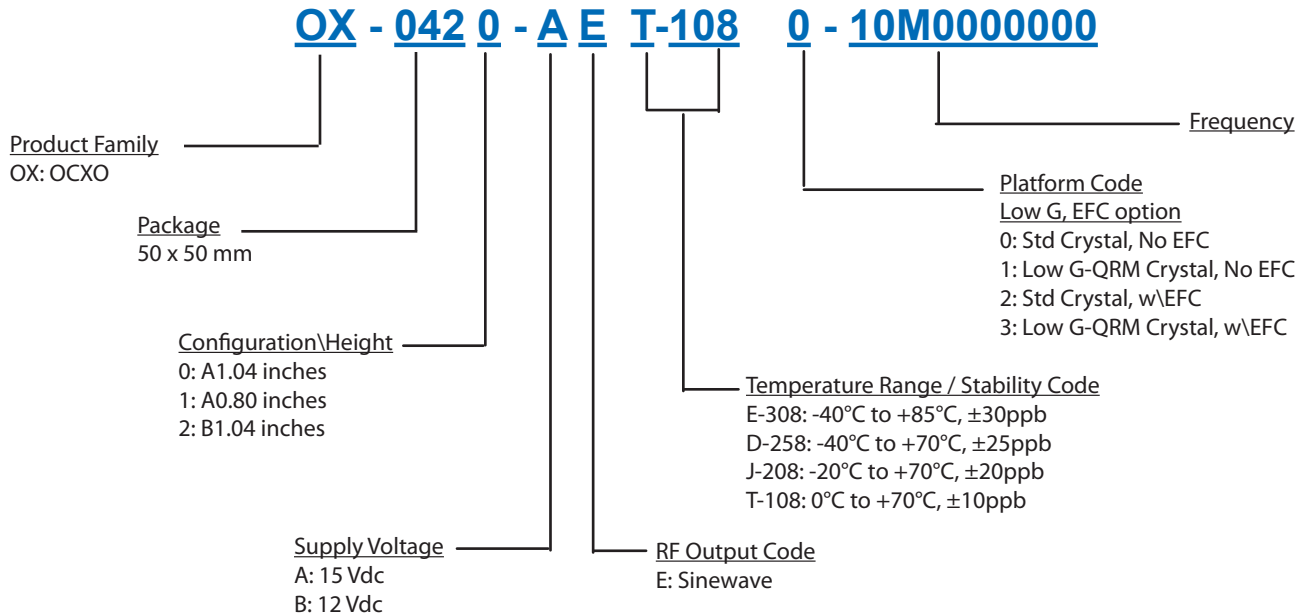 OX - 042 0 - A E T-108 0 - 10M0000000
Frequency
Product Family
OX: OCXO
Platform Code
Low G, EFC option
0: Std Crystal, No EFC
1: Low G-QRM Crystal, No EFC
2: Std Crystal, w\EFC
3: Low G-QRM Crystal, w\EFC
Package
50 x 50 mm
Configuration\Height
0: A1.04 inches
1: A0.80 inches
2: B1.04 inches
Temperature Range / Stability Code
E-308: -40°C to +85°C, ±30ppb
D-258: -40°C to +70°C, ±25ppb
J-208: -20°C to +70°C, ±20ppb
T-108: 0°C to +70°C, ±10ppb
Supply Voltage
A: 15 Vdc
B: 12 Vdc
RF Output Code
E: Sinewave